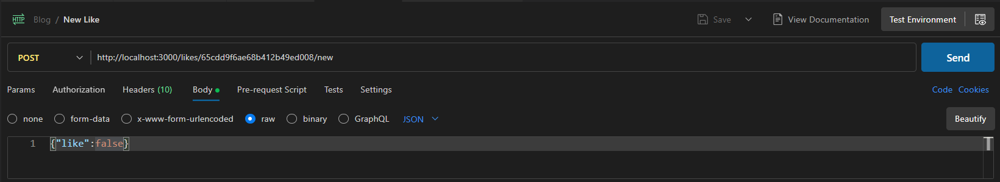 HTTP Blog / New Like Save View Documentation Test Environment
POST http://localhost:3000/likes/65cdd9f6ae68b412b49ed008/new Send
Params Authorization Headers (10) Body Pre-request Script Tests Settings Code Cookies
none form-data x-www-form-urlencoded raw binary GraphQL JSON Beautify
1 {"like":false}